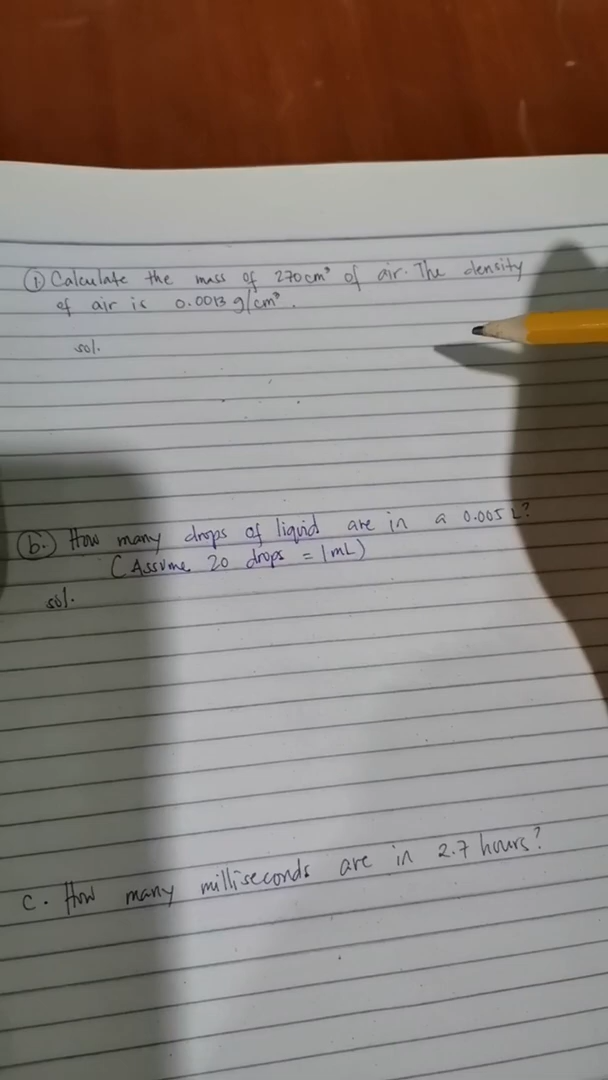 ① Calculate the mass of 270cm³ of air. The density
of air is 0.0013 g/cm³.
sol.
b.) How many drops of liquid are in a 0.005 L?
(Assume 20 drops = 1mL)
sol.
c. How many milliseconds are in 2.7 hours?